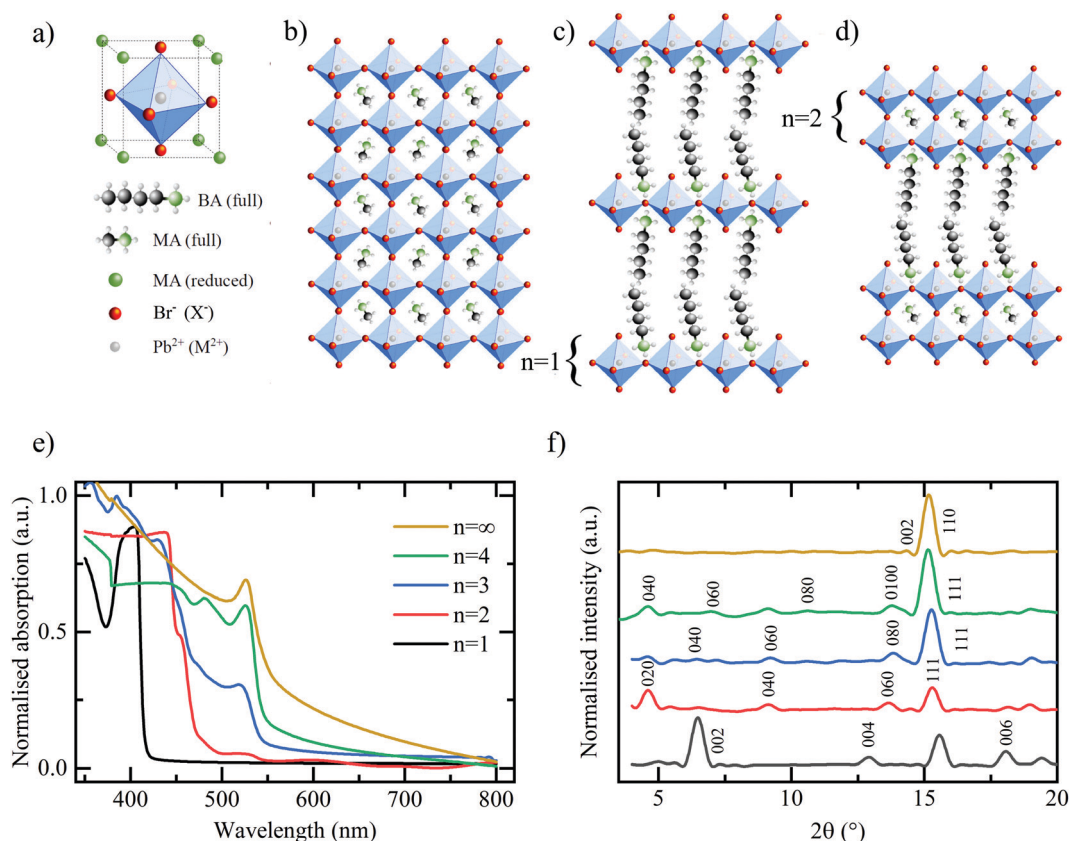 a)
BA (full)
MA (full)
MA (reduced)
Br⁻ (X⁻)
Pb²⁺ (M²⁺)
b)
c)
n=1
d)
n=2
e)
Normalised absorption (a.u.)
1.0
0.5
0.0
n=∞
n=4
n=3
n=2
n=1
400 500 600 700 800
Wavelength (nm)
f)
Normalised intensity (a.u.)
002 110
040 060 080 0100 111
040 060 080 111
020 040 060 111
002 004 006
5 10 15 20
2θ (°)